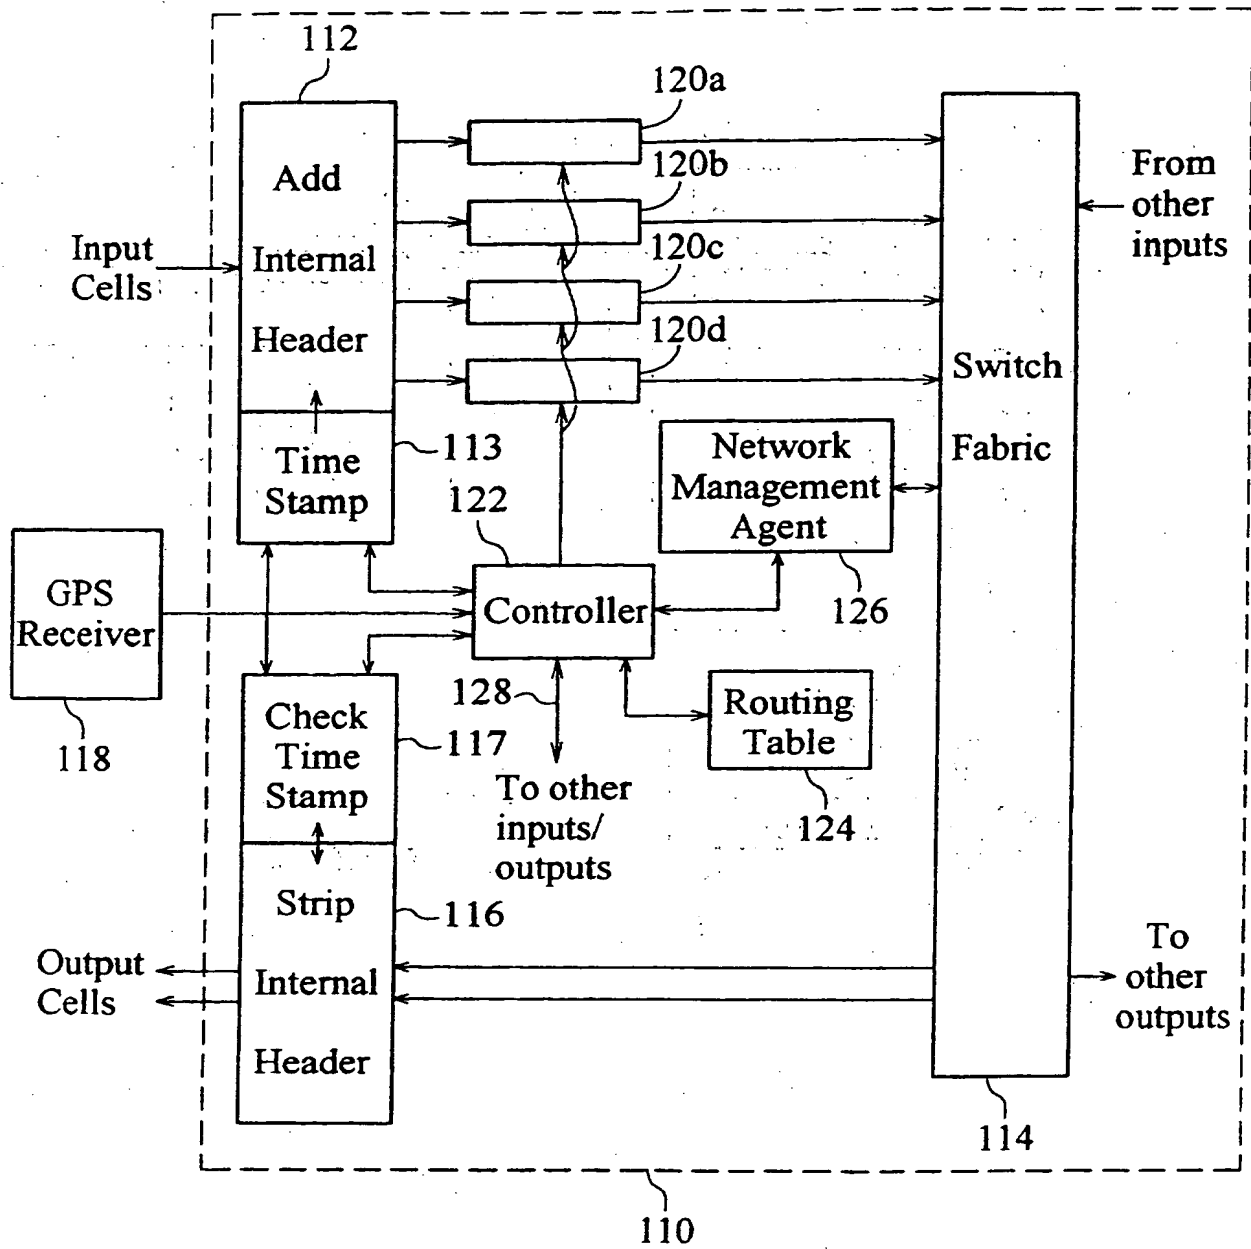 112
120a
120b
120c
120d
Add
Internal
Header
Input
Cells
From
other
inputs
Switch
Fabric
Time
Stamp
113
122
Network
Management
Agent
126
GPS
Receiver
118
Controller
128
Routing
Table
124
Check
Time
Stamp
117
To other
inputs/
outputs
Strip
Internal
Header
116
Output
Cells
To
other
outputs
114
110